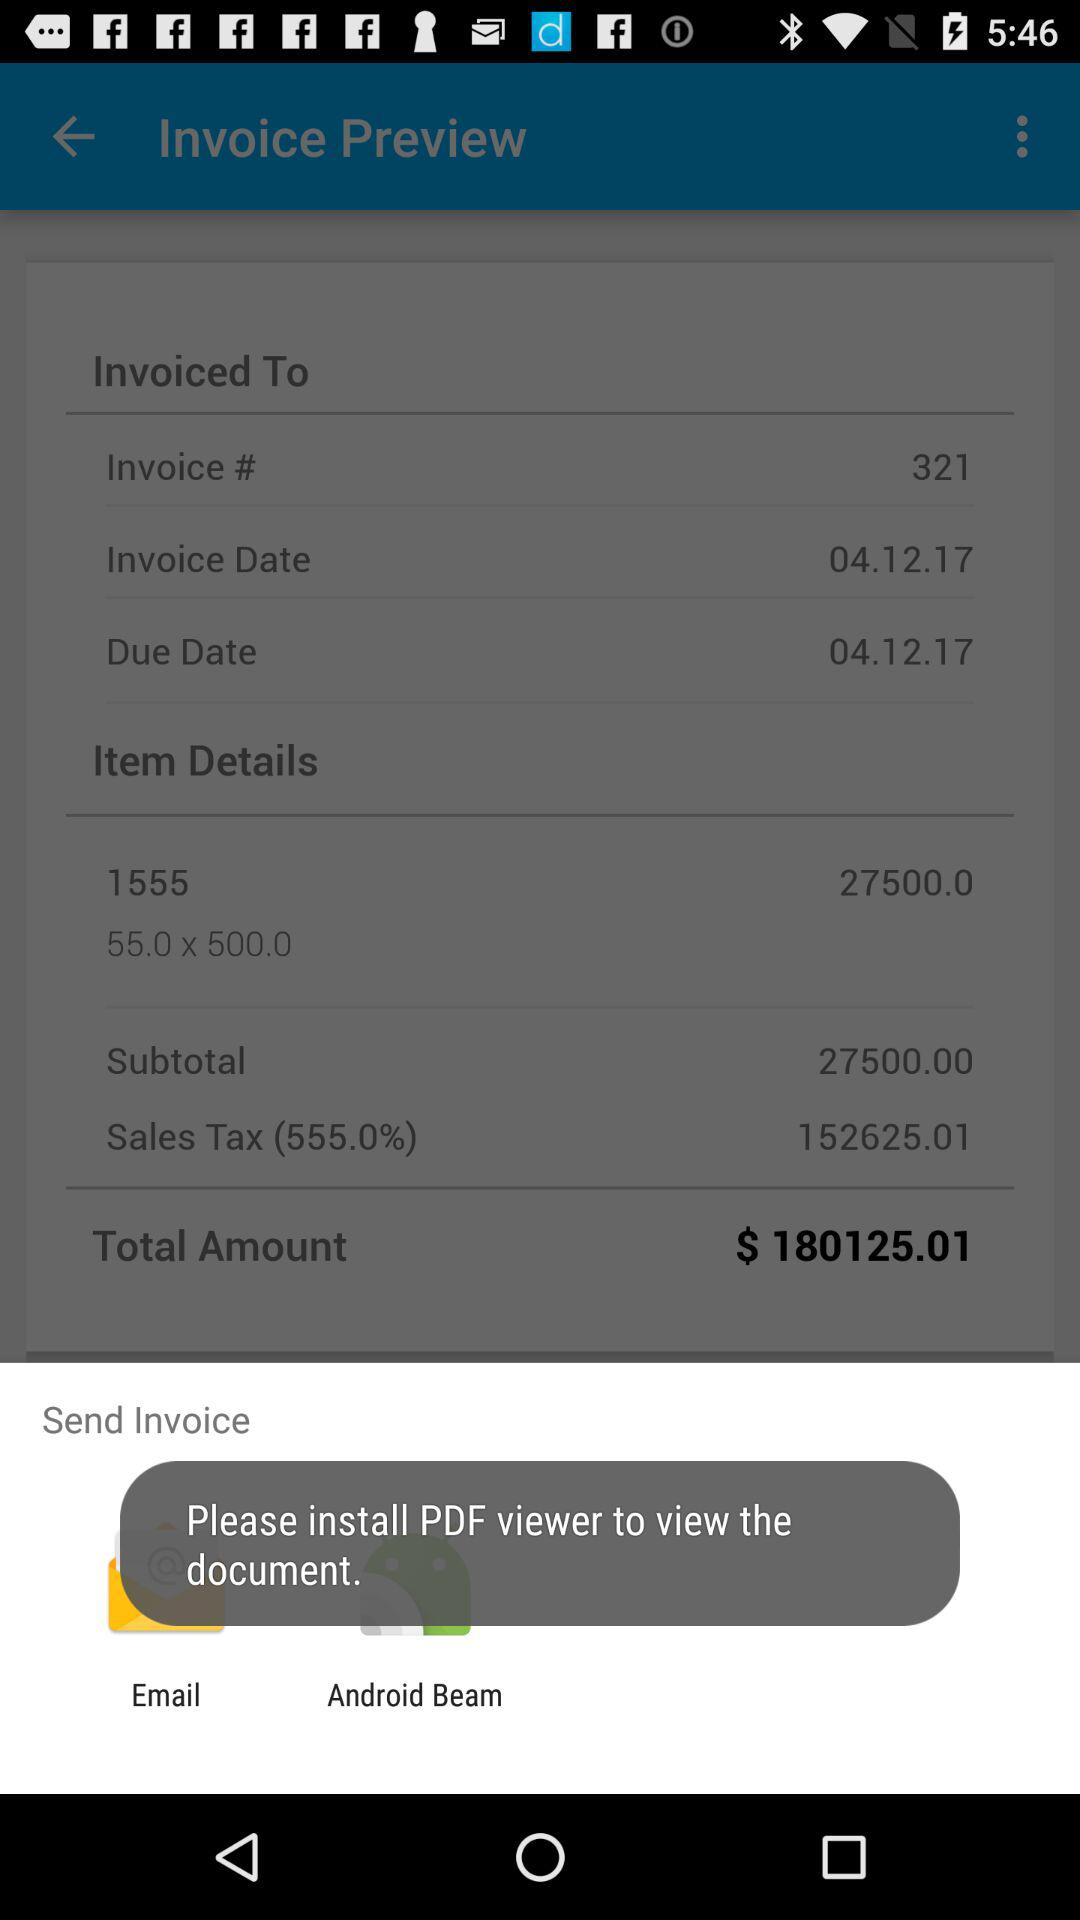 5:46
Invoice Preview
Invoiced To
Invoice # 321
Invoice Date 04.12.17
Due Date 04.12.17
Item Details
1555 27500.0
55.0 x 500.0
Subtotal 27500.00
Sales Tax (555.0%) 152625.01
Total Amount $ 180125.01
Send Invoice
Please install PDF viewer to view the
document.
Email Android Beam